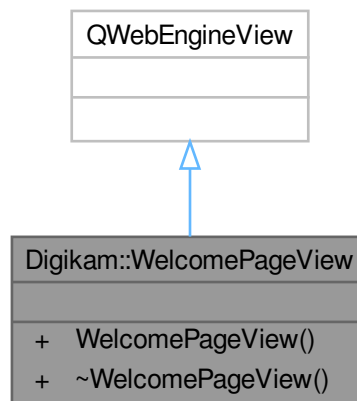 QWebEngineView
Digikam::WelcomePageView
+ WelcomePageView()
+ ~WelcomePageView()